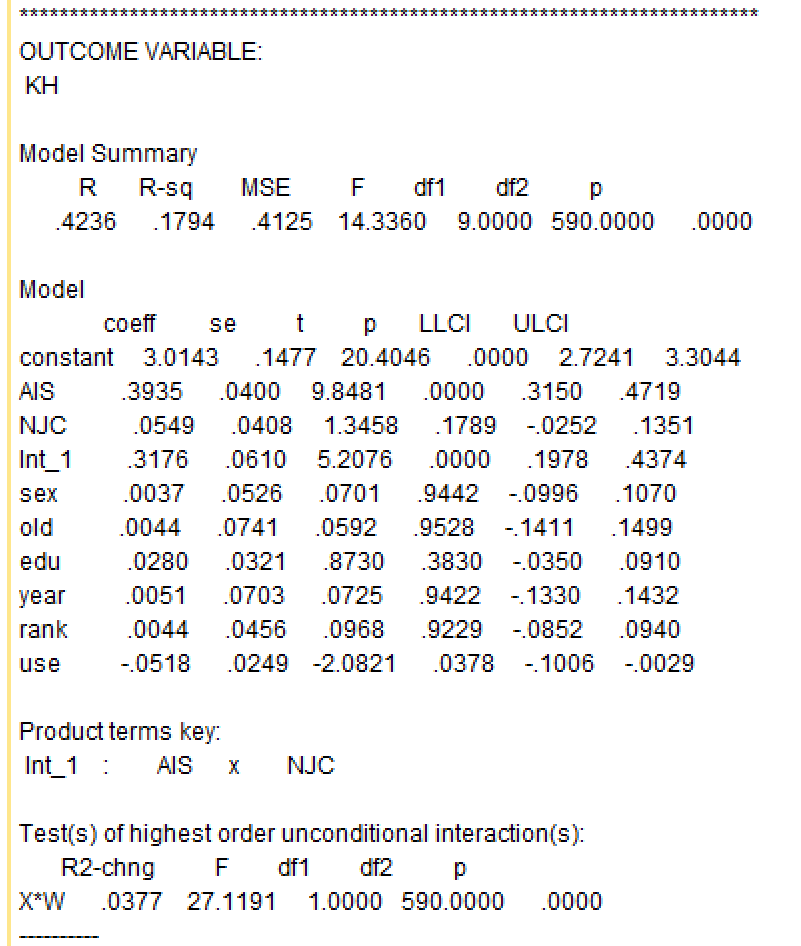 **************************************************************************
OUTCOME VARIABLE:
KH
Model Summary
R R-sq MSE F df1 df2 p
.4236 .1794 .4125 14.3360 9.0000 590.0000 .0000
Model
coeff se t p LLCI ULCI
constant 3.0143 .1477 20.4046 .0000 2.7241 3.3044
AIS .3935 .0400 9.8481 .0000 .3150 .4719
NJC .0549 .0408 1.3458 .1789 -.0252 .1351
Int_1 .3176 .0610 5.2076 .0000 .1978 .4374
sex .0037 .0526 .0701 .9442 -.0996 .1070
old .0044 .0741 .0592 .9528 -.1411 .1499
edu .0280 .0321 .8730 .3830 -.0350 .0910
year .0051 .0703 .0725 .9422 -.1330 .1432
rank .0044 .0456 .0968 .9229 -.0852 .0940
use -.0518 .0249 -2.0821 .0378 -.1006 -.0029
Product terms key:
Int_1 : AIS x NJC
Test(s) of highest order unconditional interaction(s):
R2-chng F df1 df2 p
X*W .0377 27.1191 1.0000 590.0000 .0000
----------